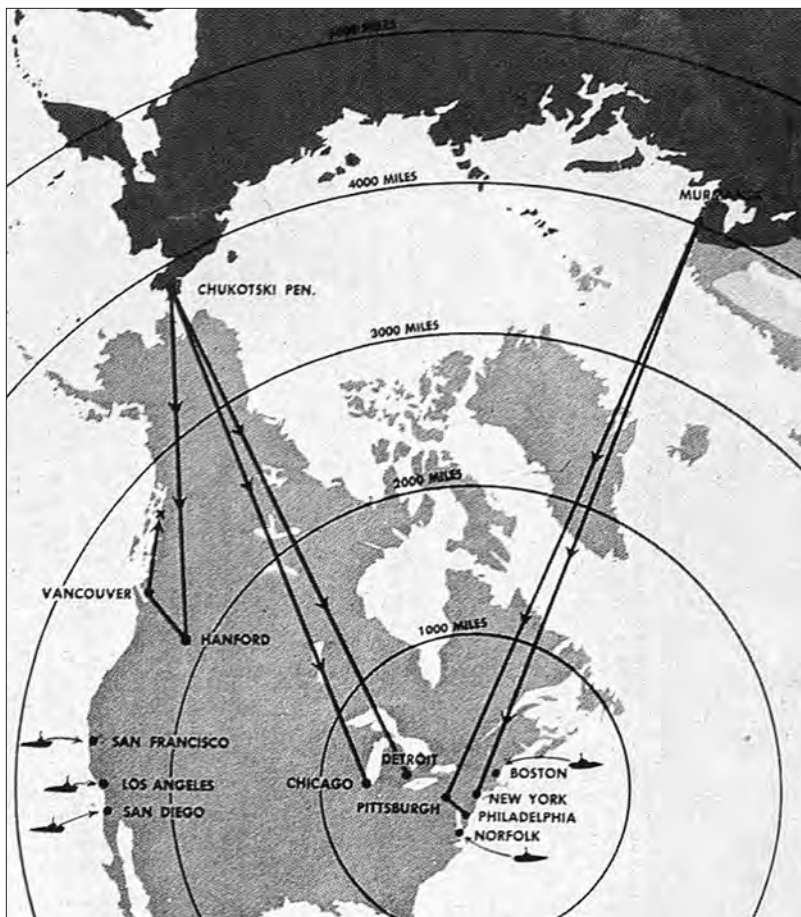 5000 MILES
4000 MILES
MURMANSK
CHUKOTSKI PEN.
3000 MILES
2000 MILES
VANCOUVER
1000 MILES
HANFORD
SAN FRANCISCO
DETROIT
BOSTON
LOS ANGELES
CHICAGO
NEW YORK
PITTSBURGH
SAN DIEGO
PHILADELPHIA
NORFOLK